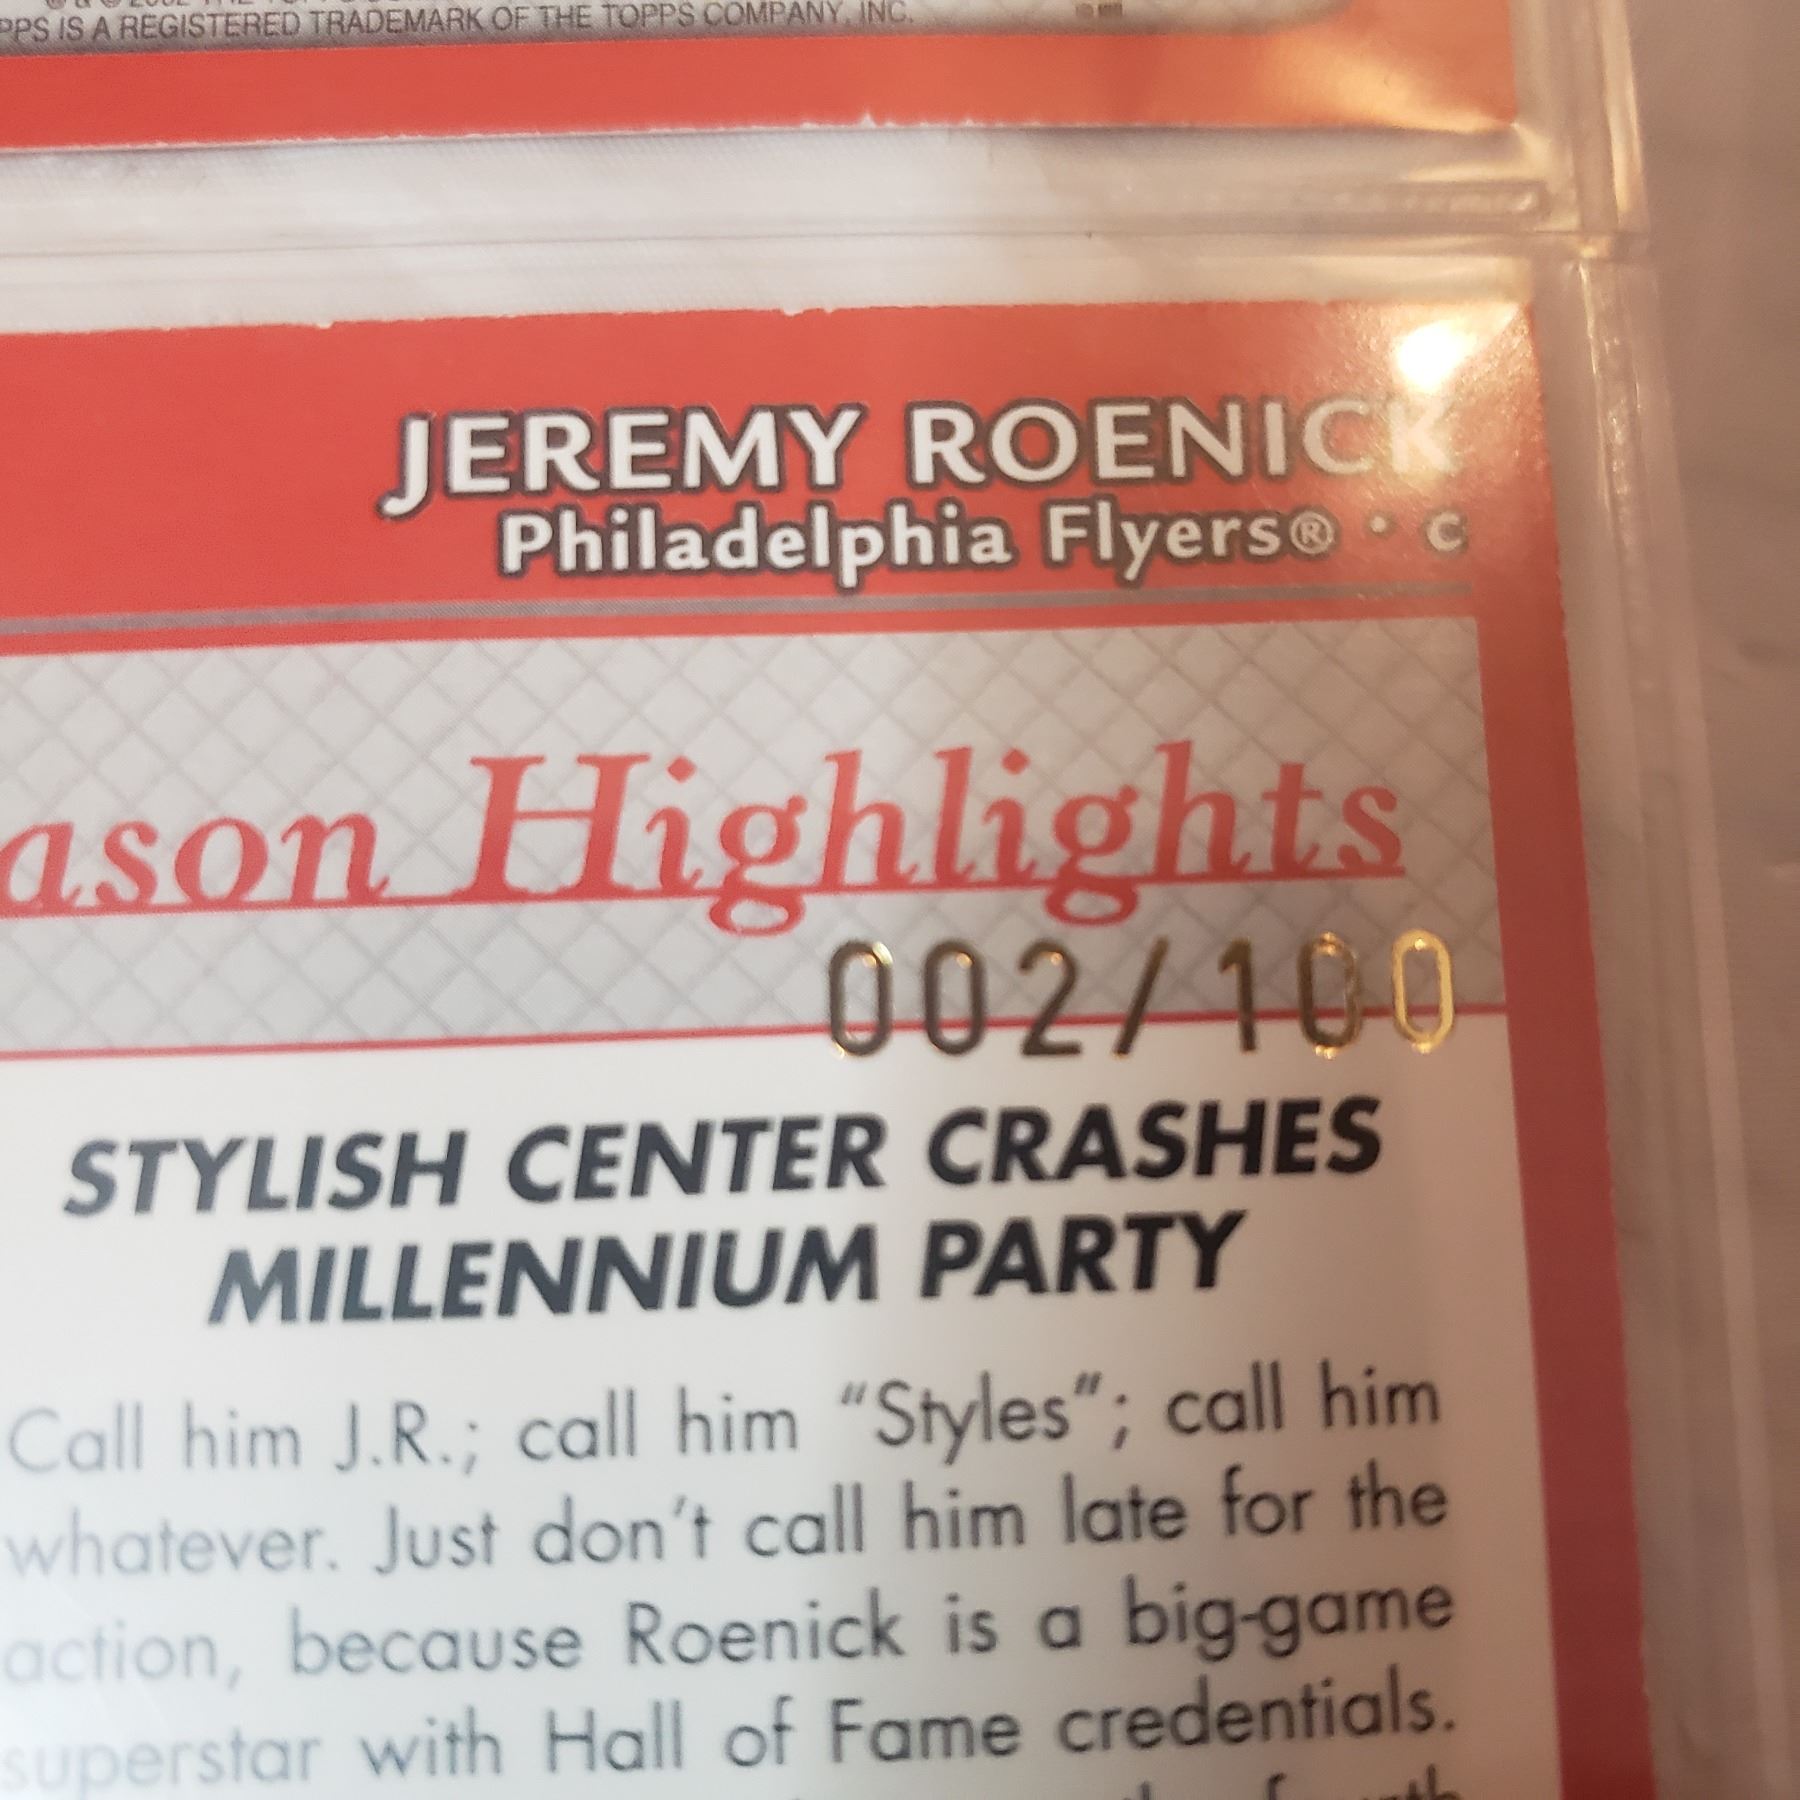 PPS IS A REGISTERED TRADEMARK OF THE TOPPS COMPANY, INC.
JEREMY ROENICK
Philadelphia Flyers® • C
ason Highlights
002/100
STYLISH CENTER CRASHES
MILLENNIUM PARTY
Call him J.R.; call him “Styles”; call him
whatever. Just don't call him late for the
action, because Roenick is a big-game
superstar with Hall of Fame credentials.